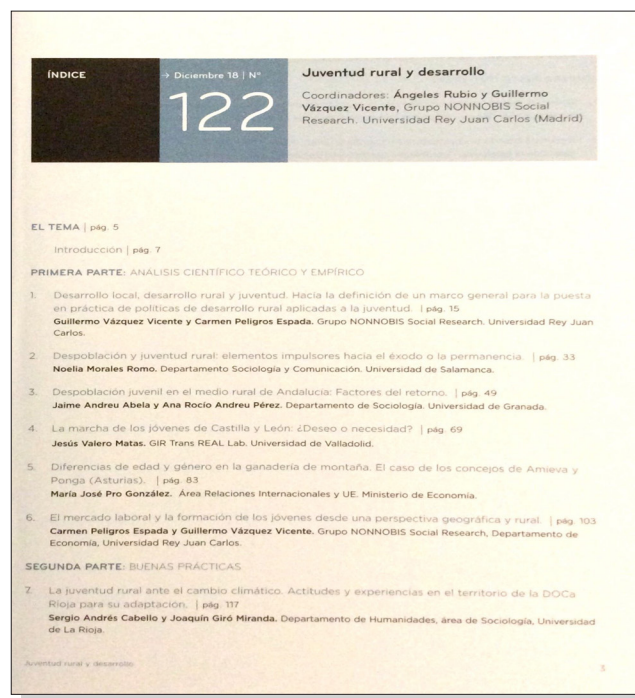 ÍNDICE
→ Diciembre 18 | N°
122
Juventud rural y desarrollo
Coordinadores: Ángeles Rubio y Guillermo
Vázquez Vicente, Grupo NONNOBIS Social
Research. Universidad Rey Juan Carlos (Madrid)
EL TEMA | pág. 5
Introducción | pág. 7
PRIMERA PARTE: ANÁLISIS CIENTÍFICO TEÓRICO Y EMPÍRICO
1. Desarrollo local, desarrollo rural y juventud. Hacia la definición de un marco general para la puesta
en práctica de políticas de desarrollo rural aplicadas a la juventud. | pág. 15
Guillermo Vázquez Vicente y Carmen Peligros Espada. Grupo NONNOBIS Social Research. Universidad Rey Juan
Carlos.
2. Despoblación y juventud rural: elementos impulsores hacia el éxodo o la permanencia. | pág. 33
Noelia Morales Romo. Departamento Sociología y Comunicación. Universidad de Salamanca.
3. Despoblación juvenil en el medio rural de Andalucía: Factores del retorno. | pág. 49
Jaime Andreu Abela y Ana Rocío Andreu Pérez. Departamento de Sociología. Universidad de Granada.
4. La marcha de los jóvenes de Castilla y León: ¿Deseo o necesidad? | pág. 69
Jesús Valero Matas. GIR Trans REAL Lab. Universidad de Valladolid.
5. Diferencias de edad y género en la ganadería de montaña. El caso de los concejos de Amieva y
Ponga (Asturias). | pág. 83
María José Pro González. Área Relaciones Internacionales y UE. Ministerio de Economía.
6. El mercado laboral y la formación de los jóvenes desde una perspectiva geográfica y rural. | pág. 103
Carmen Peligros Espada y Guillermo Vázquez Vicente. Grupo NONNOBIS Social Research, Departamento de
Economía, Universidad Rey Juan Carlos.
SEGUNDA PARTE: BUENAS PRÁCTICAS
7. La juventud rural ante el cambio climático. Actitudes y experiencias en el territorio de la DOCa
Rioja para su adaptación. | pág. 117
Sergio Andrés Cabello y Joaquín Giró Miranda. Departamento de Humanidades, área de Sociología, Universidad
de La Rioja.
Juventud rural y desarrollo
3